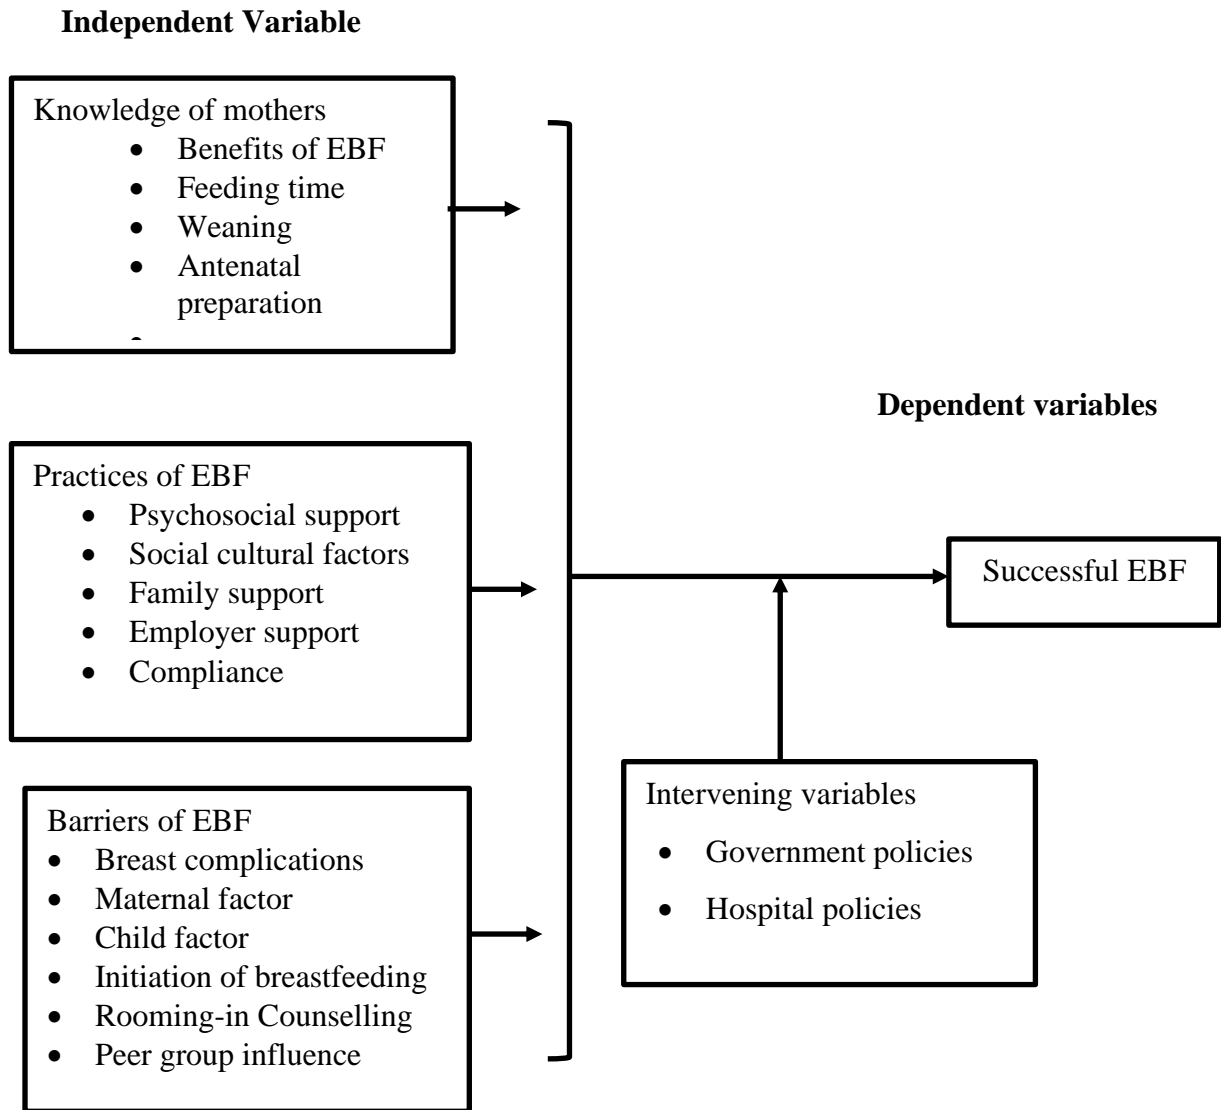 Independent Variable
Knowledge of mothers
• Benefits of EBF
• Feeding time
• Weaning
• Antenatal
preparation
•
Practices of EBF
• Psychosocial support
• Social cultural factors
• Family support
• Employer support
• Compliance
Barriers of EBF
• Breast complications
• Maternal factor
• Child factor
• Initiation of breastfeeding
• Rooming-in Counselling
• Peer group influence
Dependent variables
Successful EBF
Intervening variables
• Government policies
• Hospital policies